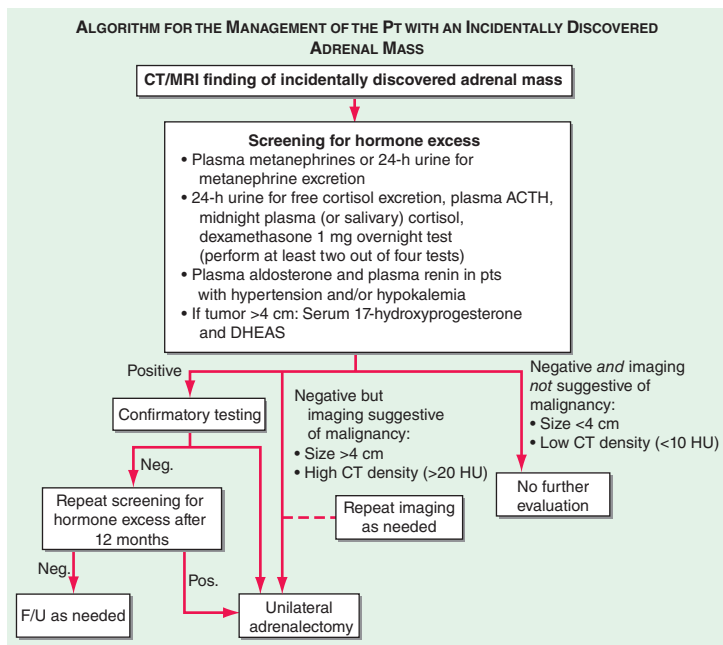 ALGORITHM FOR THE MANAGEMENT OF THE PT WITH AN INCIDENTALLY DISCOVERED
ADRENAL MASS
CT/MRI finding of incidentally discovered adrenal mass
Screening for hormone excess
• Plasma metanephrines or 24-h urine for
metanephrine excretion
• 24-h urine for free cortisol excretion, plasma ACTH,
midnight plasma (or salivary) cortisol,
dexamethasone 1 mg overnight test
(perform at least two out of four tests)
• Plasma aldosterone and plasma renin in pts
with hypertension and/or hypokalemia
• If tumor >4 cm: Serum 17-hydroxyprogesterone
and DHEAS
Positive
Confirmatory testing
Negative but
imaging suggestive
of malignancy:
• Size >4 cm
• High CT density (>20 HU)
Negative and imaging
not suggestive of
malignancy:
• Size <4 cm
• Low CT density (<10 HU)
Neg.
Repeat screening for
hormone excess after
12 months
Repeat imaging
as needed
No further
evaluation
Neg.
Pos.
F/U as needed
Unilateral
adrenalectomy